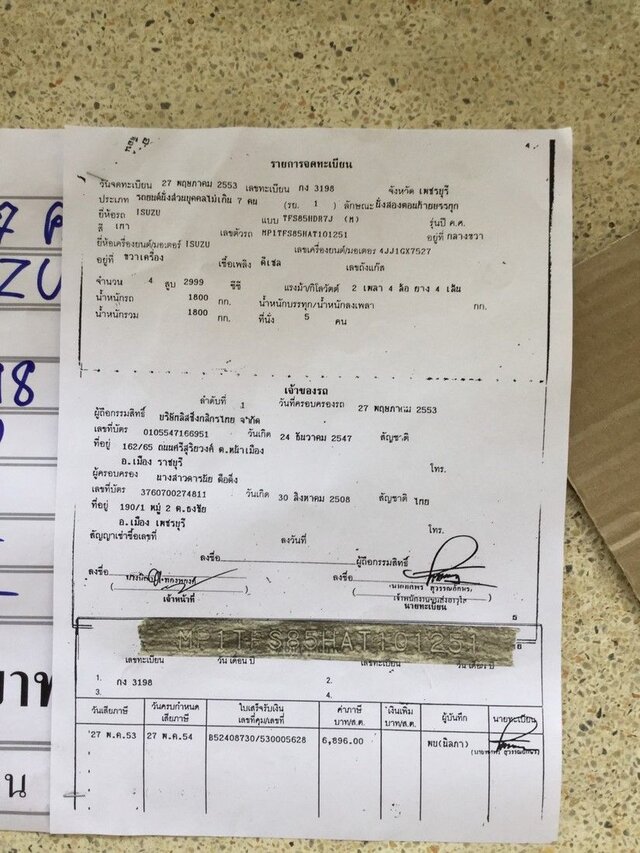 รายการจดทะเบียน
วันจดทะเบียน 27 พฤษภาคม 2553 เลขทะเบียน กง 3198 จังหวัด เพชรบุรี
ประเภท รถยนต์นั่งส่วนบุคคลไม่เกิน 7 คน (รย. 1 ) ลักษณะ นั่งสองตอนท้ายบรรทุก
ยี่ห้อรถ ISUZU แบบ TFS85HDR7J (M) รุ่นปี ค.ศ.
สี เทา เลขตัวรถ MP1TFS85HAT101251 อยู่ที่ กลางขวา
ยี่ห้อเครื่องยนต์/มอเตอร์ ISUZU เลขเครื่องยนต์/มอเตอร์ 4JJ1GX7527
อยู่ที่ ขวาเครื่อง เชื้อเพลิง ดีเซล เลขถังแก๊ส
จำนวน 4 สูบ 2999 ซีซี แรงม้า/กิโลวัตต์ 2 เพลา 4 ล้อ ยาง 4 เส้น
น้ำหนักรถ 1800 กก. น้ำหนักบรรทุก/น้ำหนักลงเพลา กก.
น้ำหนักรวม 1800 กก. ที่นั่ง 5 คน
เจ้าของรถ
ลำดับที่ 1 วันที่ครอบครองรถ 27 พฤษภาคม 2553
ผู้ถือกรรมสิทธิ์ บริษัทลิสซิ่งกสิกรไทย จำกัด
เลขที่บัตร 0105547166951 วันเกิด 24 ธันวาคม 2547 สัญชาติ
ที่อยู่ 162/65 ถนนศรีสุริยวงศ์ ต.หน้าเมือง
อ.เมือง ราชบุรี โทร.
ผู้ครอบครอง นางสาวดารณัย
เลขที่บัตร 3760700274811 วันเกิด 30 สิงหาคม 2508 สัญชาติ ไทย
ที่อยู่ 190/1 หมู่ 2 ต.ธงชัย
อ.เมือง เพชรบุรี โทร.
สัญญาเช่าซื้อเลขที่ ลงวันที่
ลงชื่อ ผู้ถือกรรมสิทธิ์
ลงชื่อ ลงชื่อ
เจ้าหน้าที่ นายทะเบียน
MP1TFS85HAT101251
เลขทะเบียน วัน เดือน ปี เลขทะเบียน วัน เดือน ปี
1. กง 3198 2.
3. 4.
วันเสียภาษี วันครบกำหนดเสียภาษี ใบเสร็จรับเงิน เลขที่คุม/เลขที่ ค่าภาษี บาท/ส.ต. เงินเพิ่ม บาท/ส.ต. ผู้บันทึก นายทะเบียน
27 พ.ค.53 27 พ.ค.54 B52408730/530005628 6,896.00